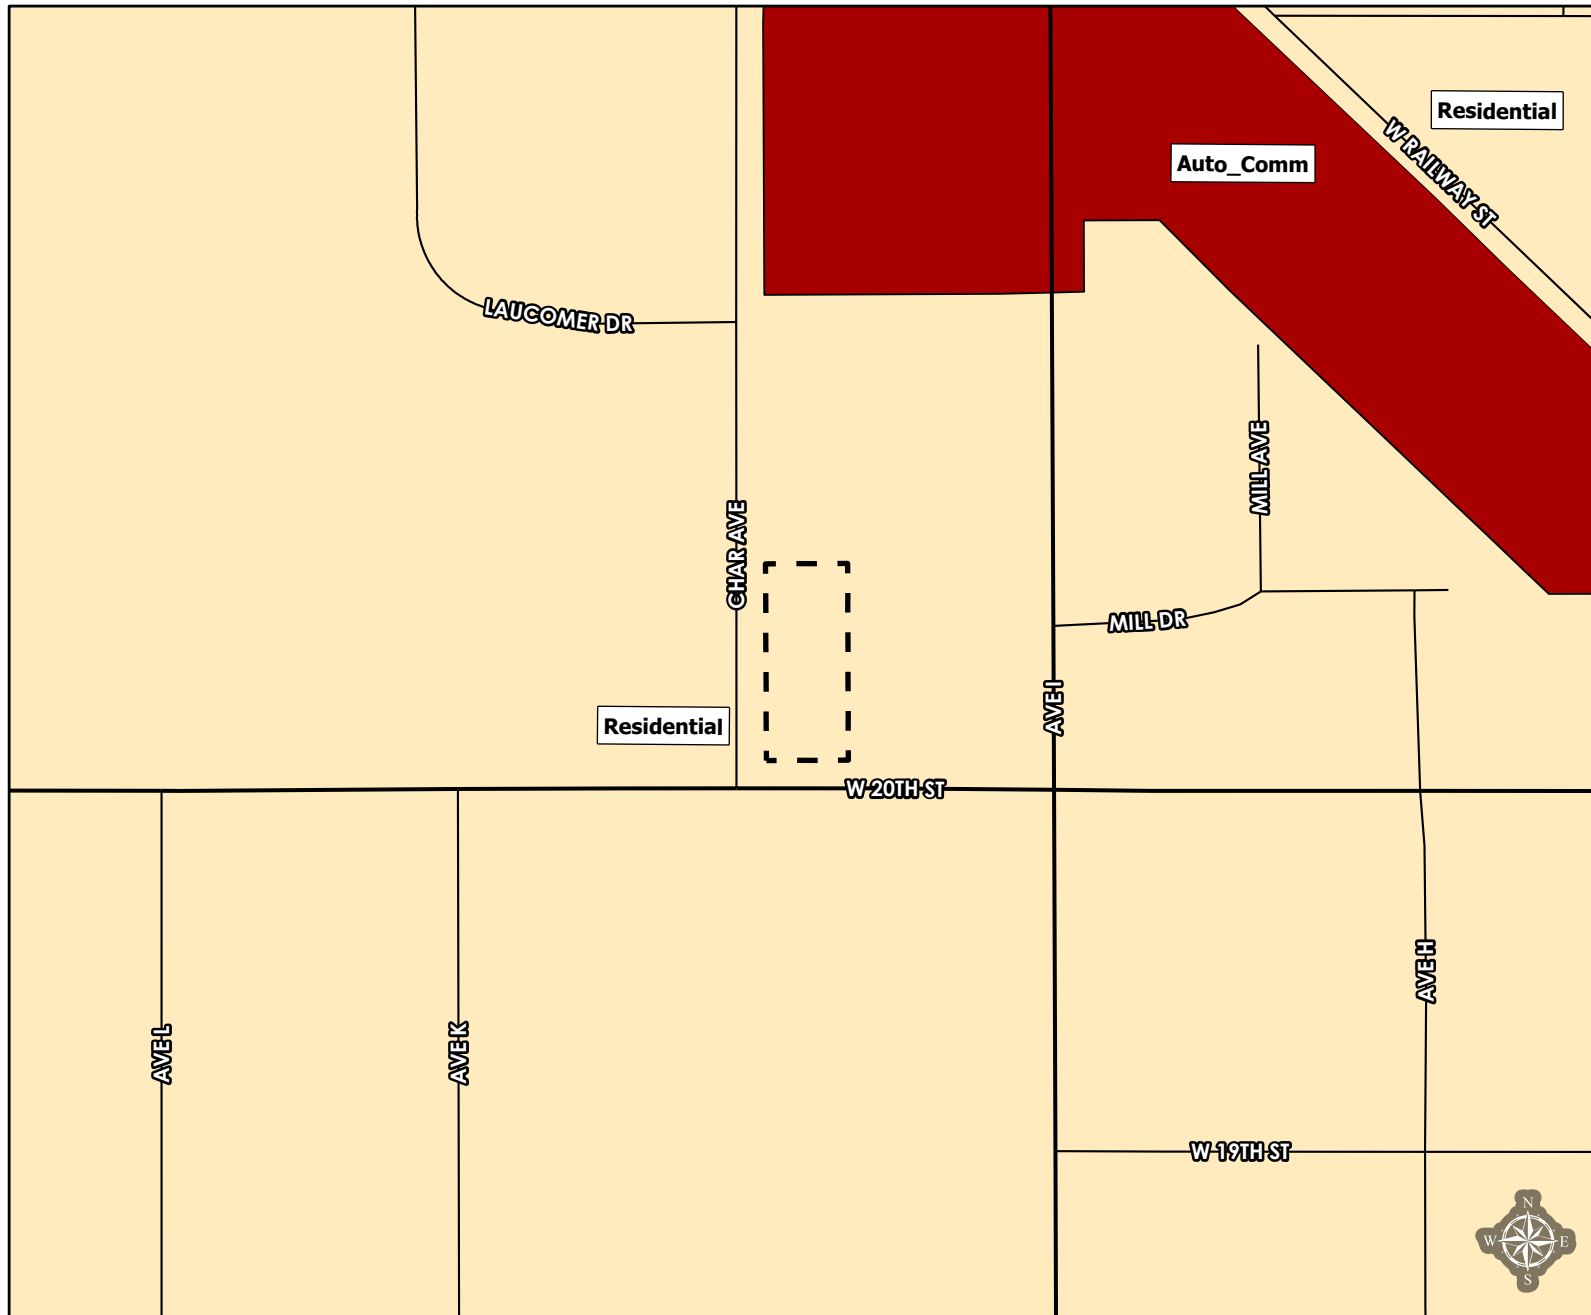 Residential
W RAILWAY ST
Auto_Comm
LAUCOMER DR
MILL AVE
CHAR AVE
MILL DR
AVE I
Residential
W 20TH ST
AVE H
AVE L
AVE K
W 19TH ST
N
W E
S